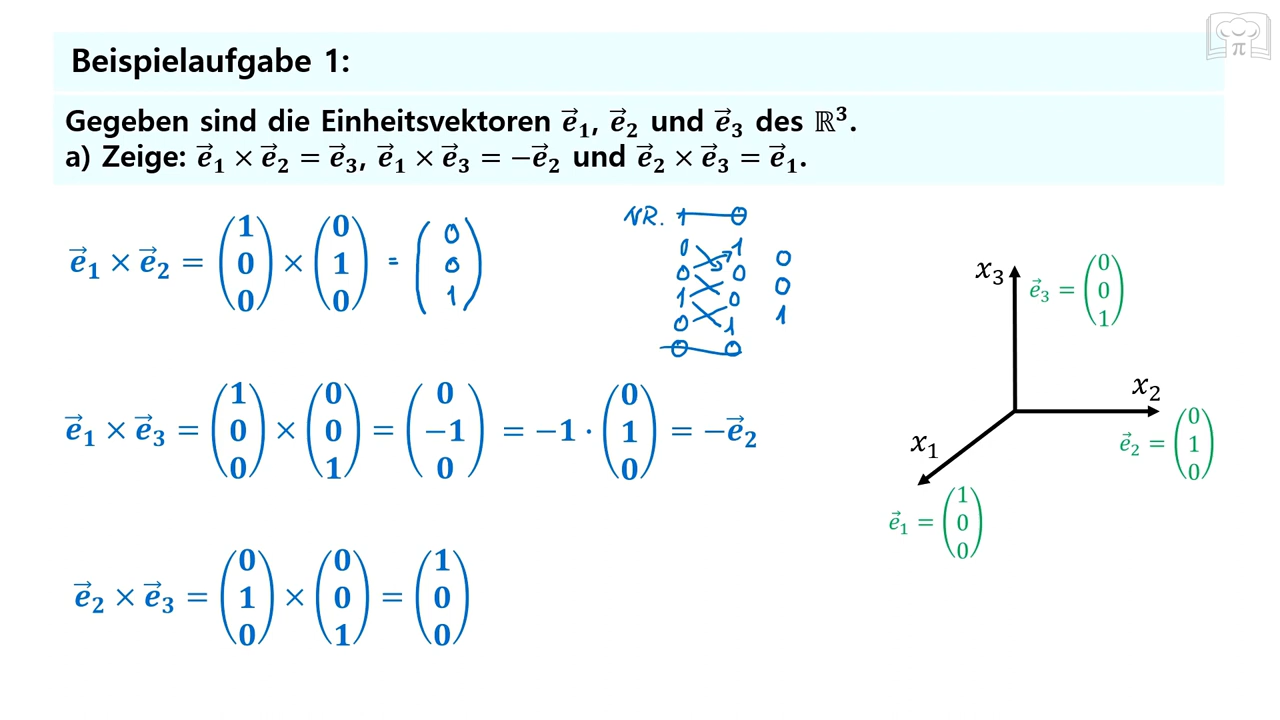 Beispielaufgabe 1:
Gegeben sind die Einheitsvektoren e⃗₁, e⃗₂ und e⃗₃ des ℝ³.
a) Zeige: e⃗₁ × e⃗₂ = e⃗₃, e⃗₁ × e⃗₃ = −e⃗₂ und e⃗₂ × e⃗₃ = e⃗₁.
e⃗₁ × e⃗₂ = (1 0 0) × (0 1 0) = (0 0 1)
NR. 1 0
0 1
0 0 0
1 0 0
0 1 1
0 0
e⃗₁ × e⃗₃ = (1 0 0) × (0 0 1) = (0 −1 0) = −1 · (0 1 0) = −e⃗₂
e⃗₂ × e⃗₃ = (0 1 0) × (0 0 1) = (1 0 0)
x₃
e⃗₃ = (0 0 1)
x₂
e⃗₂ = (0 1 0)
x₁
e⃗₁ = (1 0 0)
π